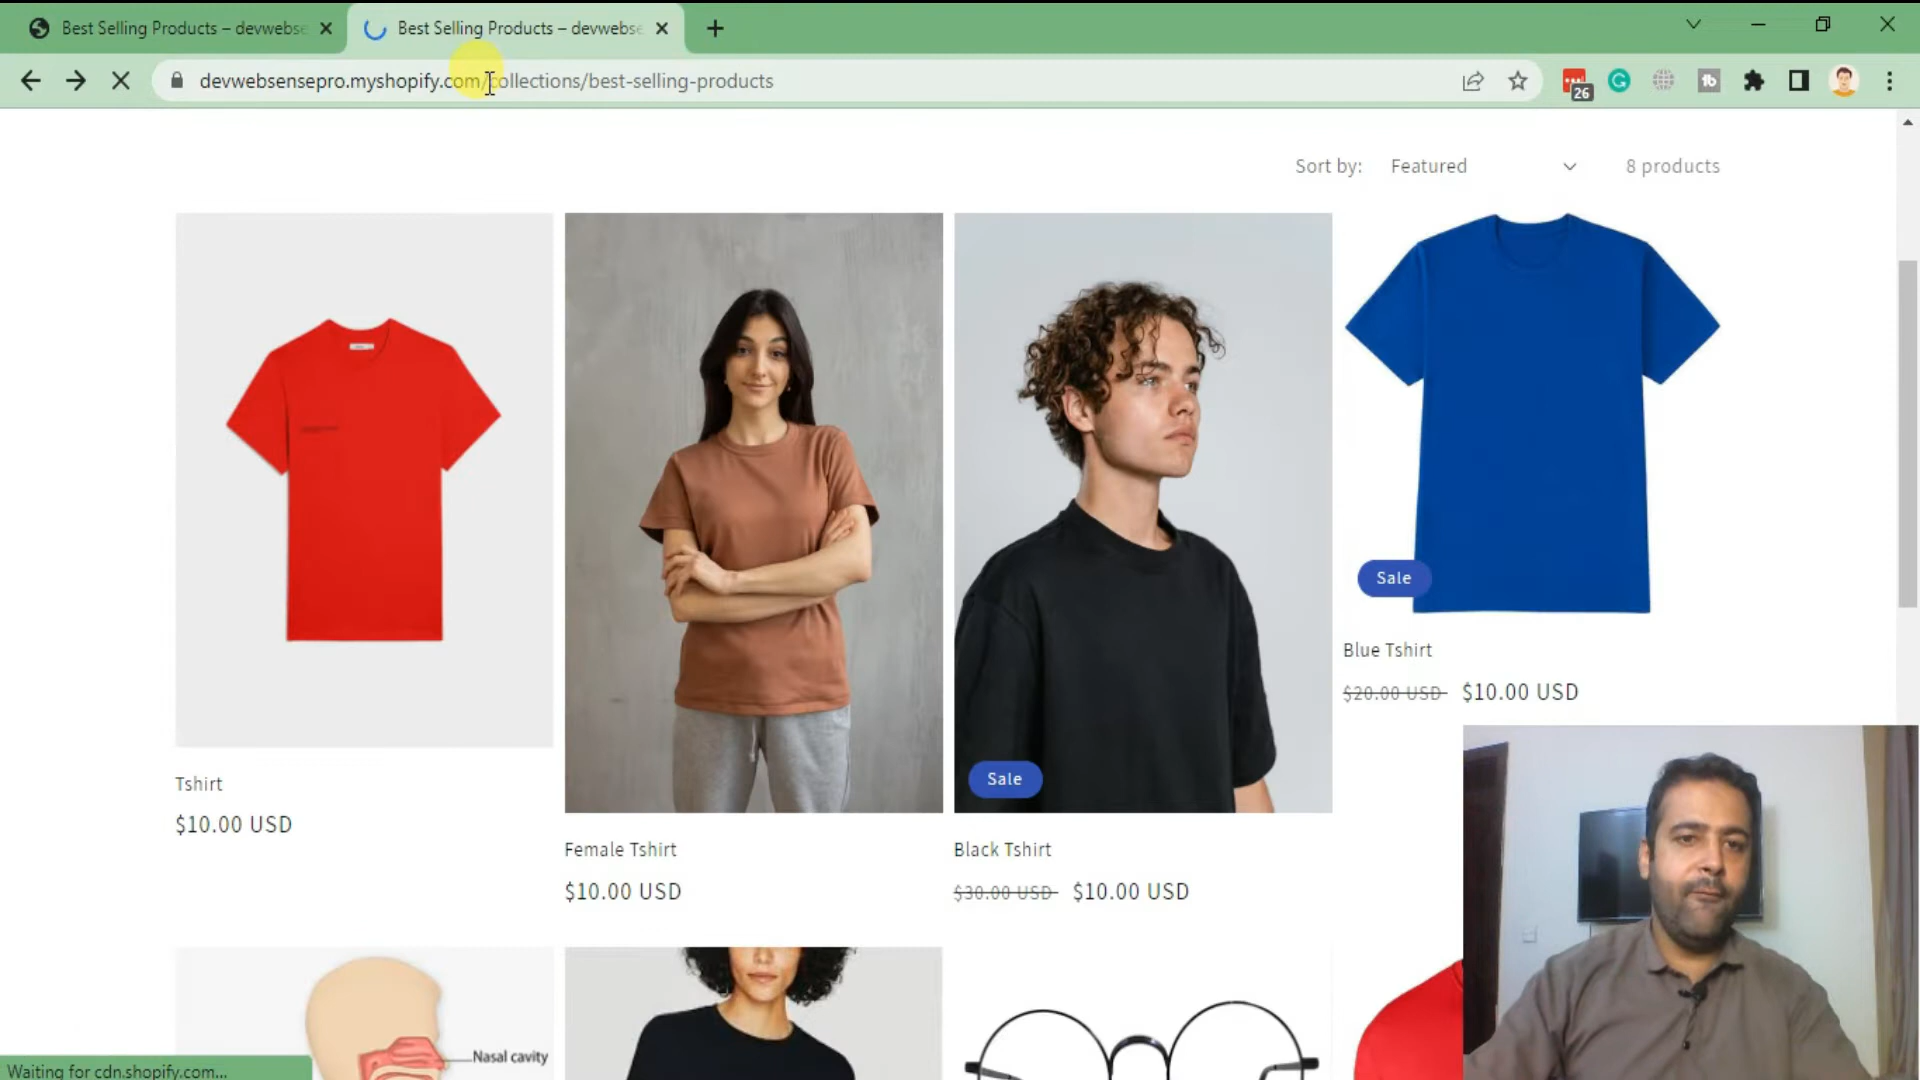 Best Selling Products – devwebse
Best Selling Products – devwebse
devwebsensepro.myshopify.com/collections/best-selling-products
26
Sort by: Featured
8 products
Sale
Blue Tshirt
$20.00 USD $10.00 USD
Sale
Tshirt
$10.00 USD
Female Tshirt
$10.00 USD
Black Tshirt
$30.00 USD $10.00 USD
Nasal cavity
Waiting for cdn.shopify.com...